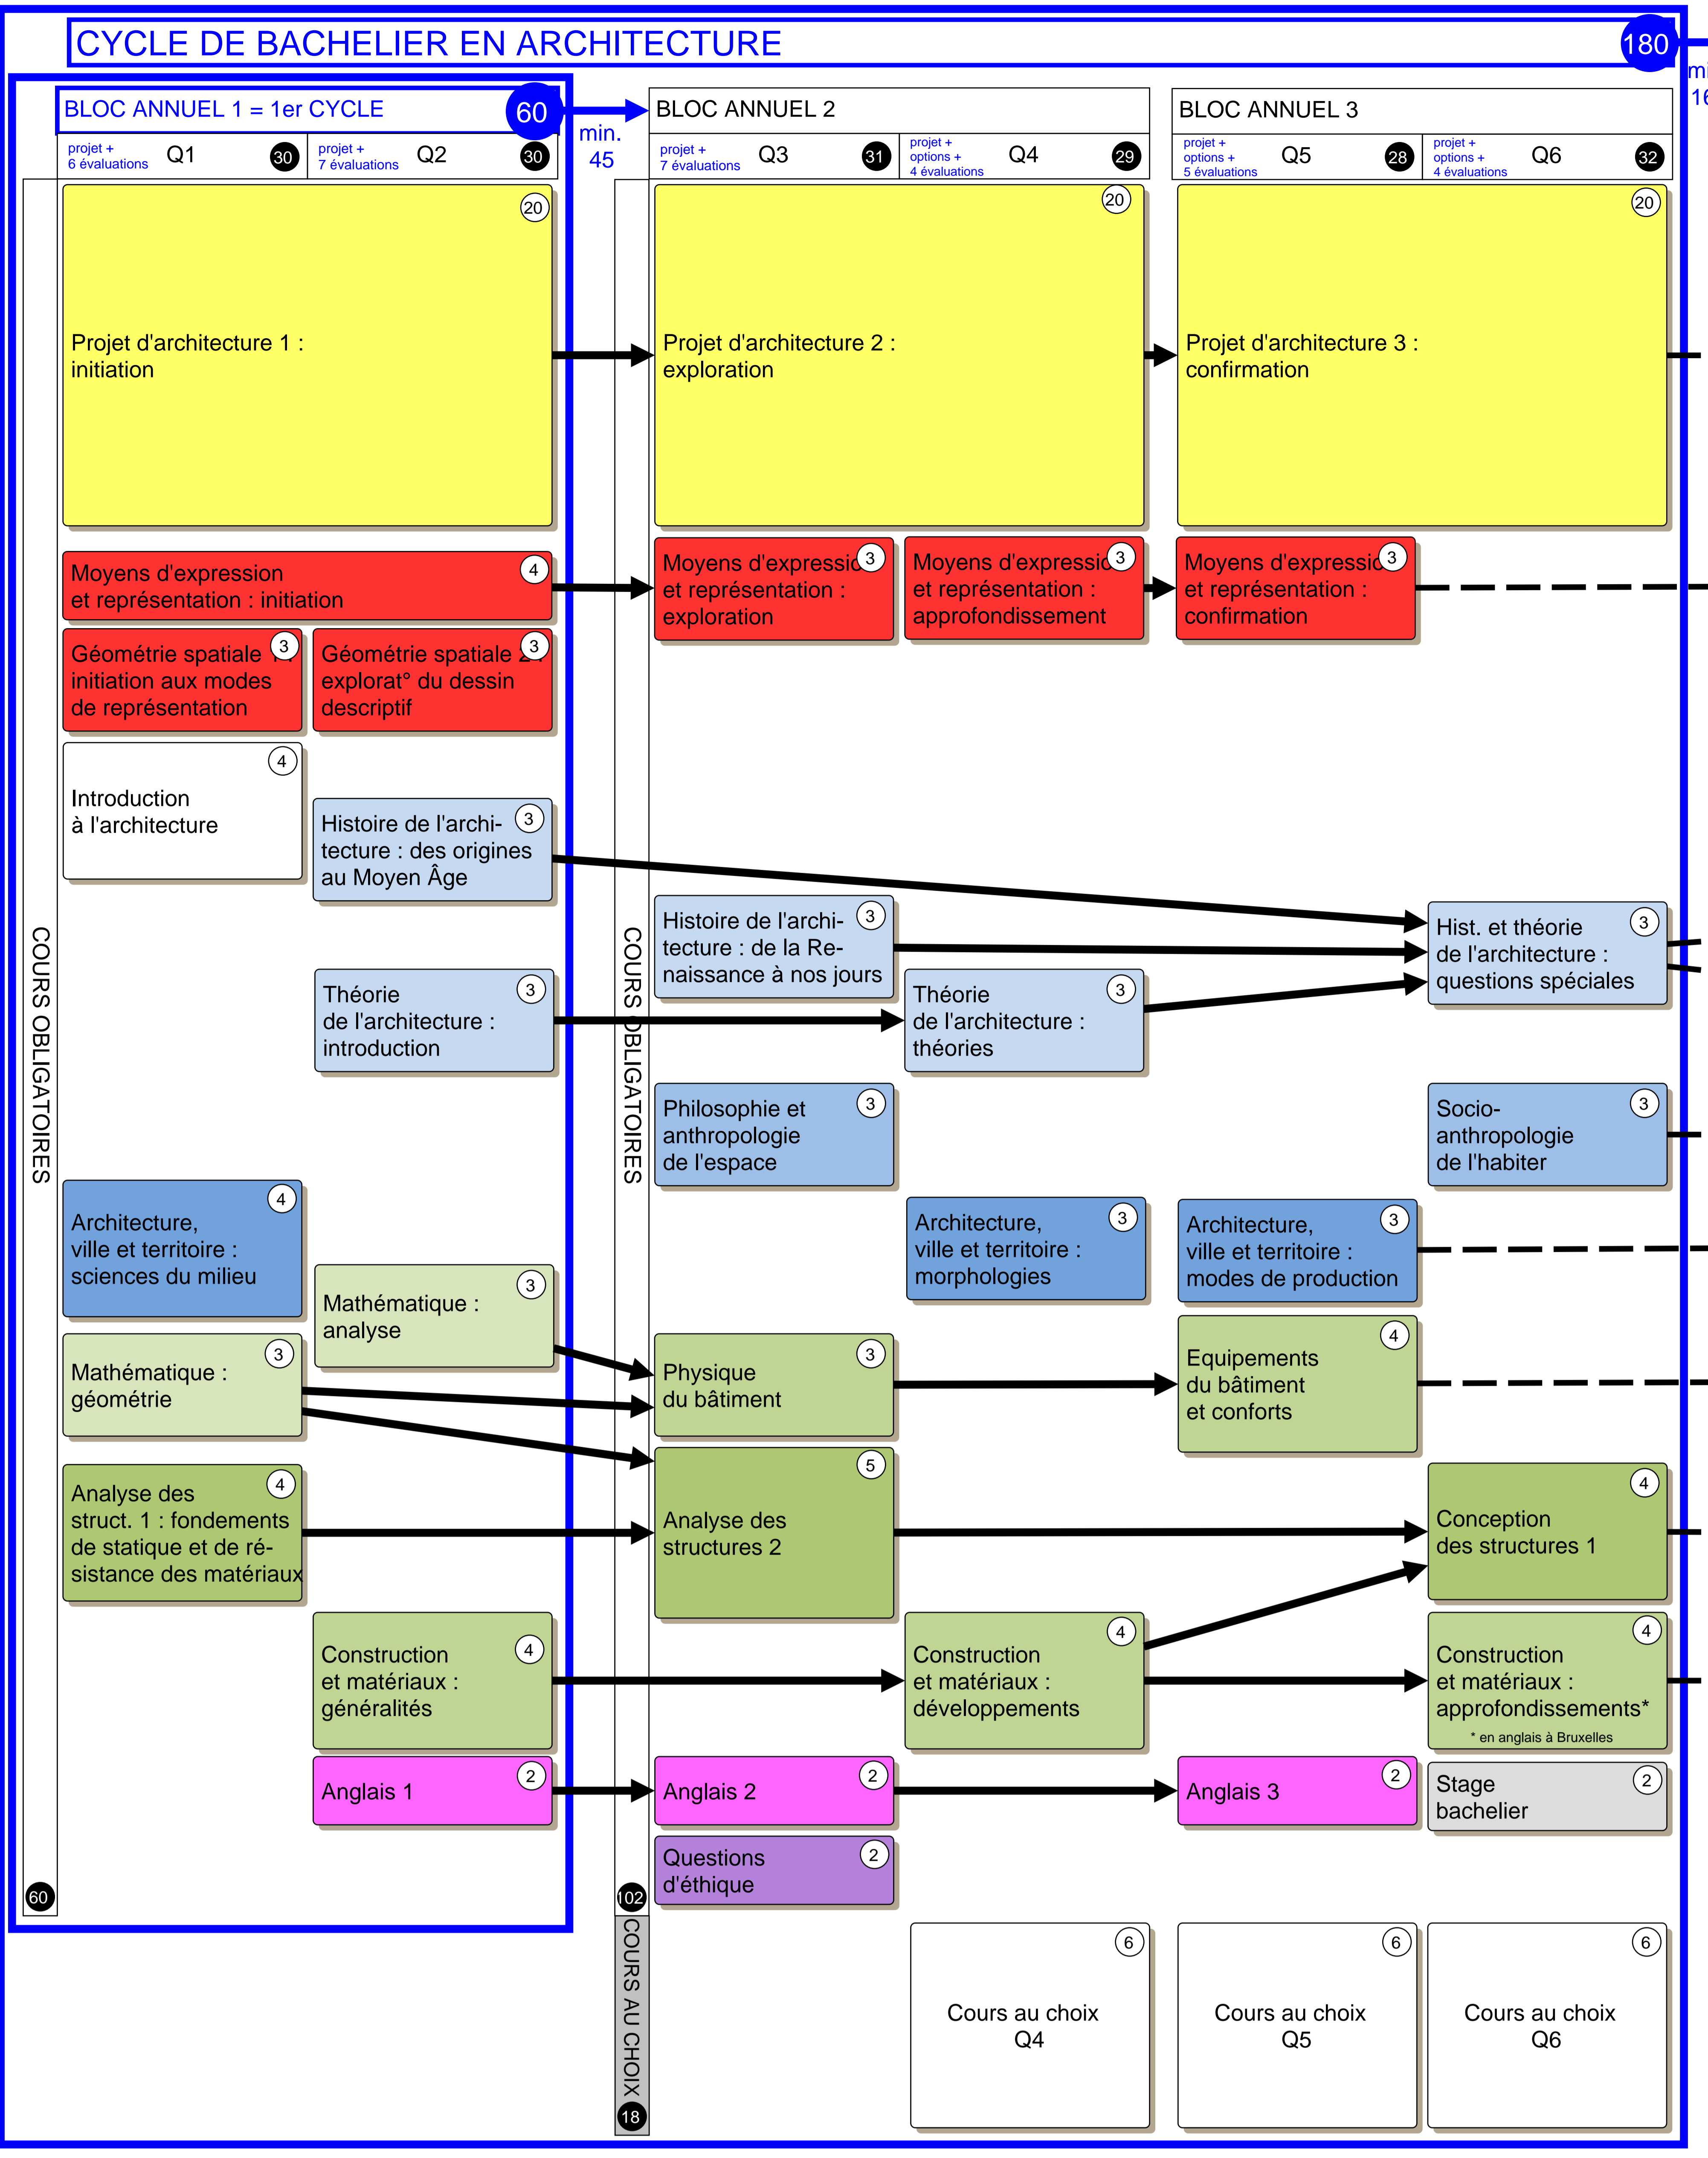 CYCLE DE BACHELIER EN ARCHITECTURE
180
BLOC ANNUEL 1 = 1er CYCLE
60
min.
45
BLOC ANNUEL 2
BLOC ANNUEL 3
projet +
6 évaluations
Q1
30
projet +
7 évaluations
Q2
30
projet +
7 évaluations
Q3
31
projet +
options +
4 évaluations
Q4
29
projet +
options +
5 évaluations
Q5
28
projet +
options +
4 évaluations
Q6
32
COURS OBLIGATOIRES
60
COURS OBLIGATOIRES
102
COURS AU CHOIX
18
Projet d'architecture 1 :
initiation
20
Projet d'architecture 2 :
exploration
20
Projet d'architecture 3 :
confirmation
20
Moyens d'expression
et représentation : initiation
4
Moyens d'expressio
et représentation :
exploration
3
Moyens d'expressio
et représentation :
approfondissement
3
Moyens d'expressio
et représentation :
confirmation
3
Géométrie spatiale
initiation aux modes
de représentation
3
Géométrie spatiale
explorat° du dessin
descriptif
3
Introduction
à l'architecture
4
Histoire de l'archi-
tecture : des origines
au Moyen Âge
3
Histoire de l'archi-
tecture : de la Re-
naissance à nos jours
3
Hist. et théorie
de l'architecture :
questions spéciales
3
Théorie
de l'architecture :
introduction
3
Théorie
de l'architecture :
théories
3
Philosophie et
anthropologie
de l'espace
3
Socio-
anthropologie
de l'habiter
3
Architecture,
ville et territoire :
sciences du milieu
4
Architecture,
ville et territoire :
morphologies
3
Architecture,
ville et territoire :
modes de production
3
Mathématique :
analyse
3
Mathématique :
géométrie
3
Physique
du bâtiment
3
Equipements
du bâtiment
et conforts
4
Analyse des
struct. 1 : fondements
de statique et de ré-
sistance des matériaux
4
Analyse des
structures 2
5
Conception
des structures 1
4
Construction
et matériaux :
généralités
4
Construction
et matériaux :
développements
4
Construction
et matériaux :
approfondissements*
* en anglais à Bruxelles
4
Anglais 1
2
Anglais 2
2
Anglais 3
2
Stage
bachelier
2
Questions
d'éthique
2
Cours au choix
Q4
6
Cours au choix
Q5
6
Cours au choix
Q6
6